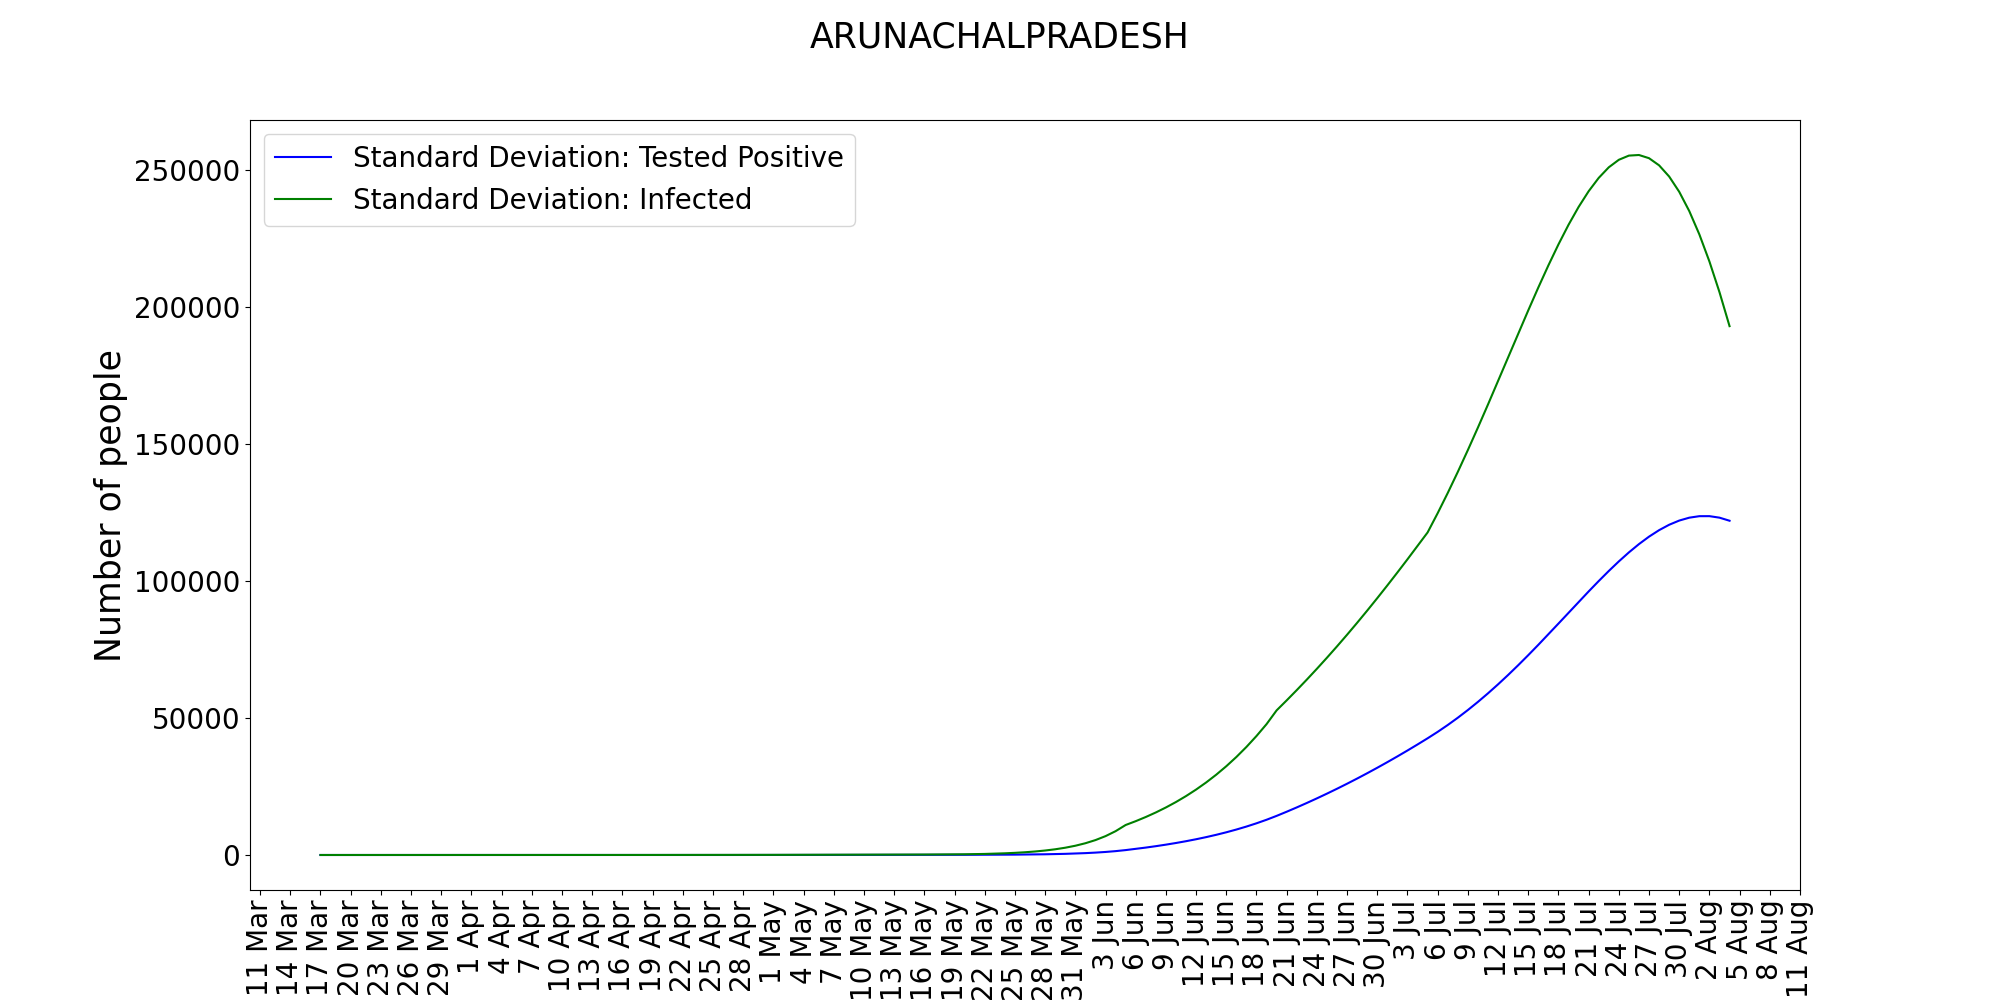 ARUNACHALPRADESH
Standard Deviation: Tested Positive
Standard Deviation: Infected
Number of people
250000
200000
150000
100000
50000
0
11 Mar
14 Mar
17 Mar
20 Mar
23 Mar
26 Mar
29 Mar
1 Apr
4 Apr
7 Apr
10 Apr
13 Apr
16 Apr
19 Apr
22 Apr
25 Apr
28 Apr
1 May
4 May
7 May
10 May
13 May
16 May
19 May
22 May
25 May
28 May
31 May
3 Jun
6 Jun
9 Jun
12 Jun
15 Jun
18 Jun
21 Jun
24 Jun
27 Jun
30 Jun
3 Jul
6 Jul
9 Jul
12 Jul
15 Jul
18 Jul
21 Jul
24 Jul
27 Jul
30 Jul
2 Aug
5 Aug
8 Aug
11 Aug